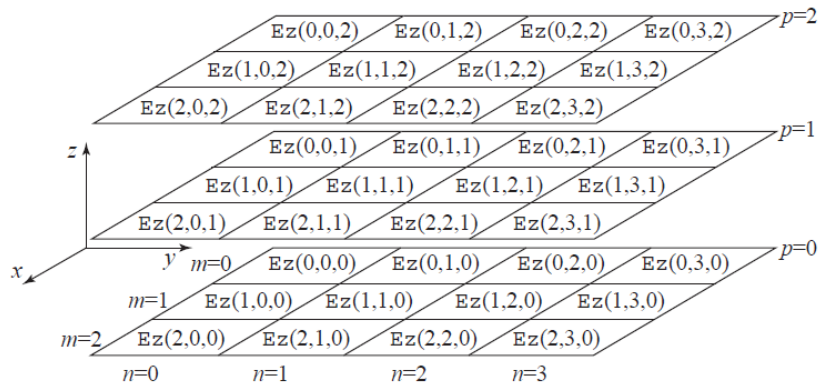 Ez(0,0,2) Ez(0,1,2) Ez(0,2,2) Ez(0,3,2) p=2
Ez(1,0,2) Ez(1,1,2) Ez(1,2,2) Ez(1,3,2)
Ez(2,0,2) Ez(2,1,2) Ez(2,2,2) Ez(2,3,2)
z Ez(0,0,1) Ez(0,1,1) Ez(0,2,1) Ez(0,3,1) p=1
Ez(1,0,1) Ez(1,1,1) Ez(1,2,1) Ez(1,3,1)
Ez(2,0,1) Ez(2,1,1) Ez(2,2,1) Ez(2,3,1)
x y m=0 Ez(0,0,0) Ez(0,1,0) Ez(0,2,0) Ez(0,3,0) p=0
m=1 Ez(1,0,0) Ez(1,1,0) Ez(1,2,0) Ez(1,3,0)
m=2 Ez(2,0,0) Ez(2,1,0) Ez(2,2,0) Ez(2,3,0)
n=0 n=1 n=2 n=3